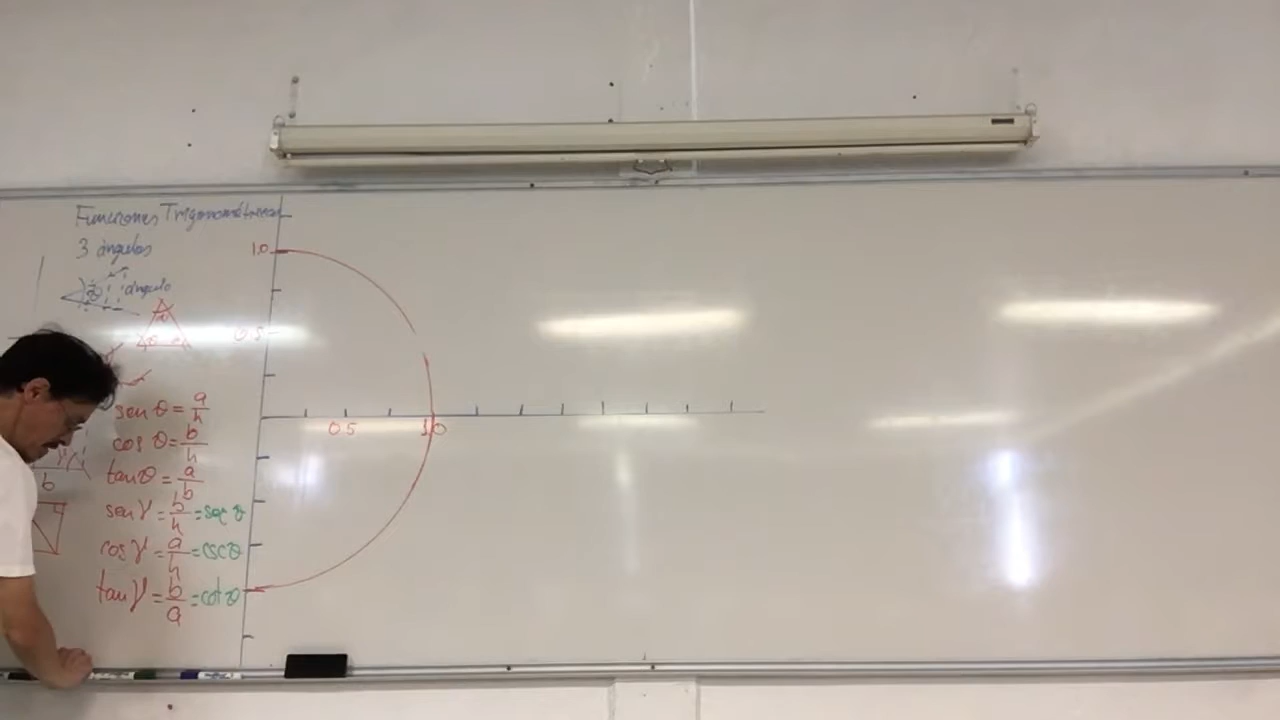 Funciones Trigonométricas
3 ángulos
θ ángulo
1.0
0.5
0.5
1.0
sen θ = a/h
cos θ = b/h
tan θ = a/b
b
sen γ = b/h = sec θ
cos γ = a/h = csc θ
tan γ = b/a = cot θ